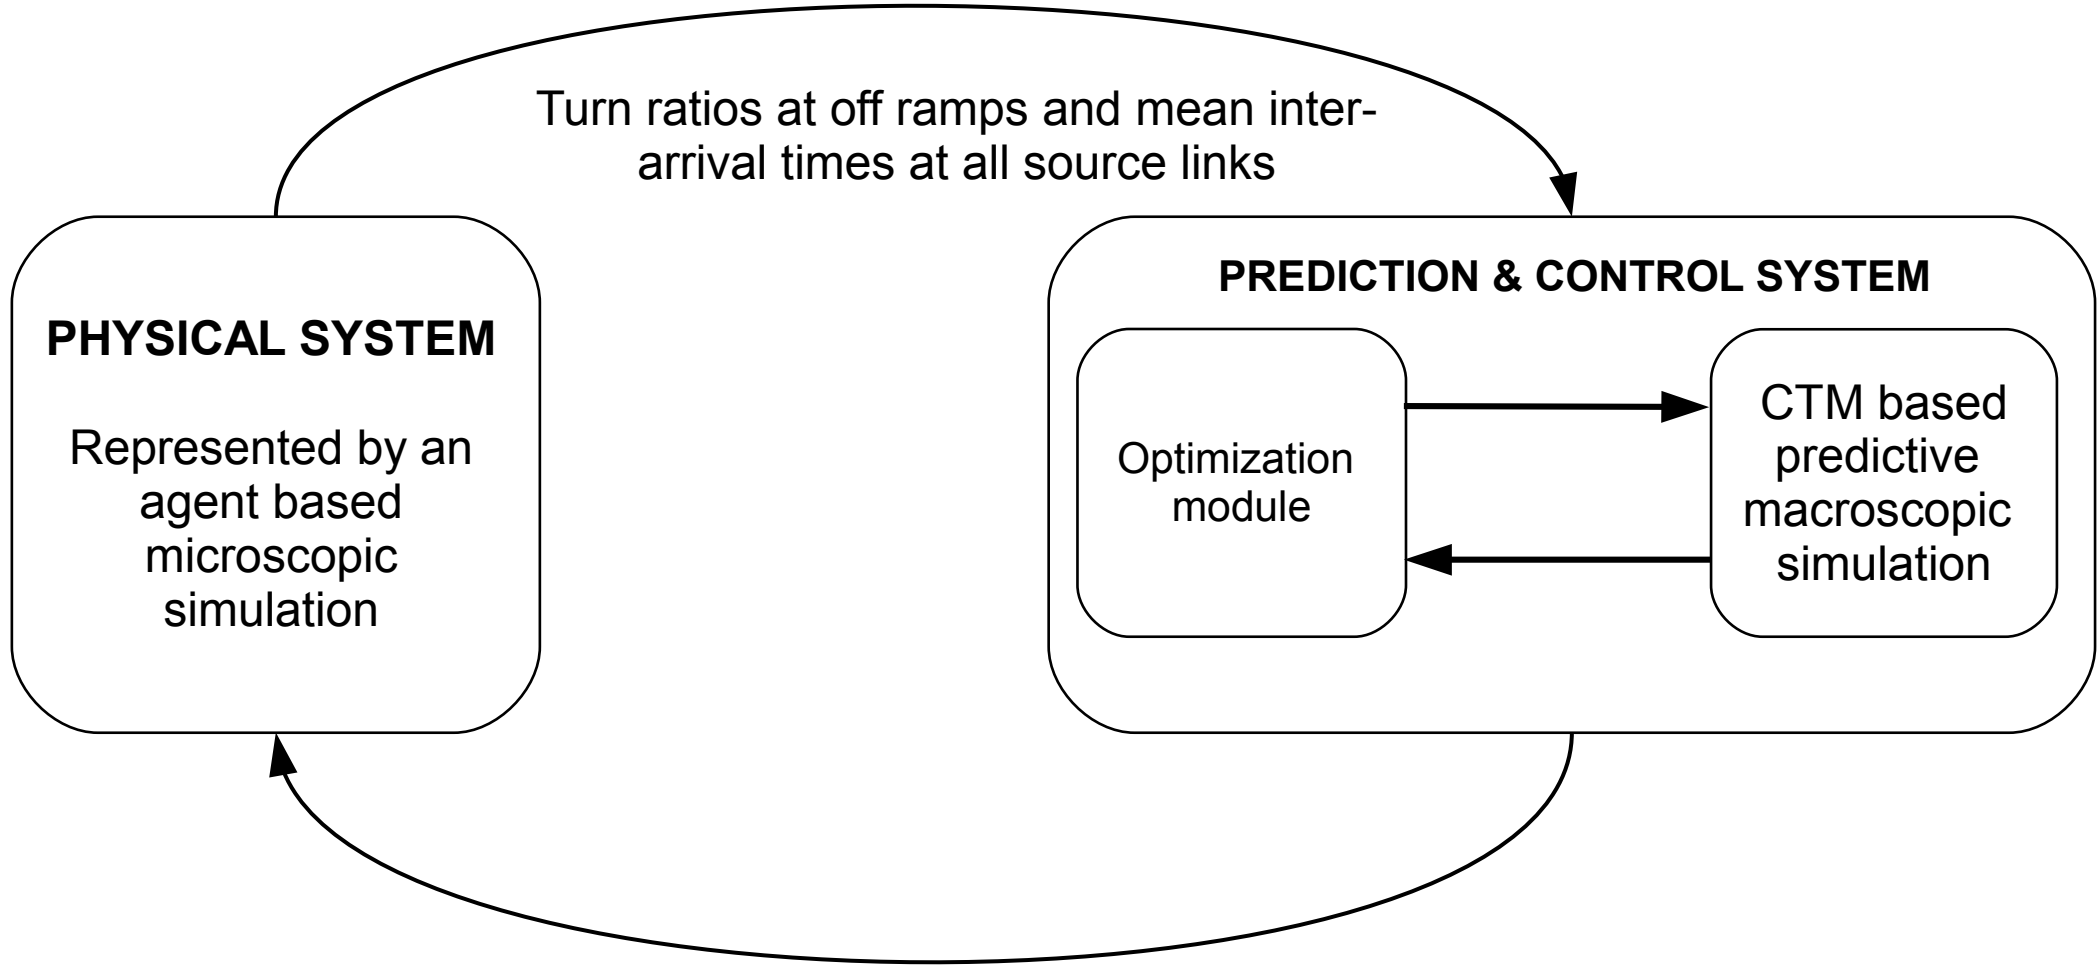 Turn ratios at off ramps and mean inter-
arrival times at all source links
PHYSICAL SYSTEM
Represented by an
agent based
microscopic
simulation
PREDICTION & CONTROL SYSTEM
Optimization
module
CTM based
predictive
macroscopic
simulation